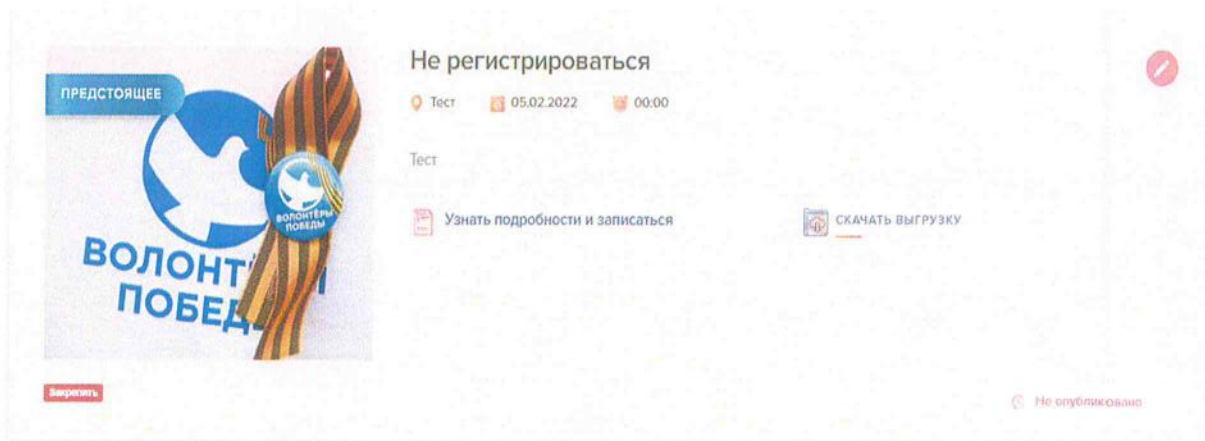 Не регистрироваться
ПРЕДСТОЯЩЕЕ
Тест 05.02.2022 00:00
Тест
Узнать подробности и записаться
СКАЧАТЬ ВЫГРУЗКУ
ВОЛОНТЁРЫ
ПОБЕДЫ
ВОЛОНТ
ПОБЕД
Закрепить
Не опубликовано